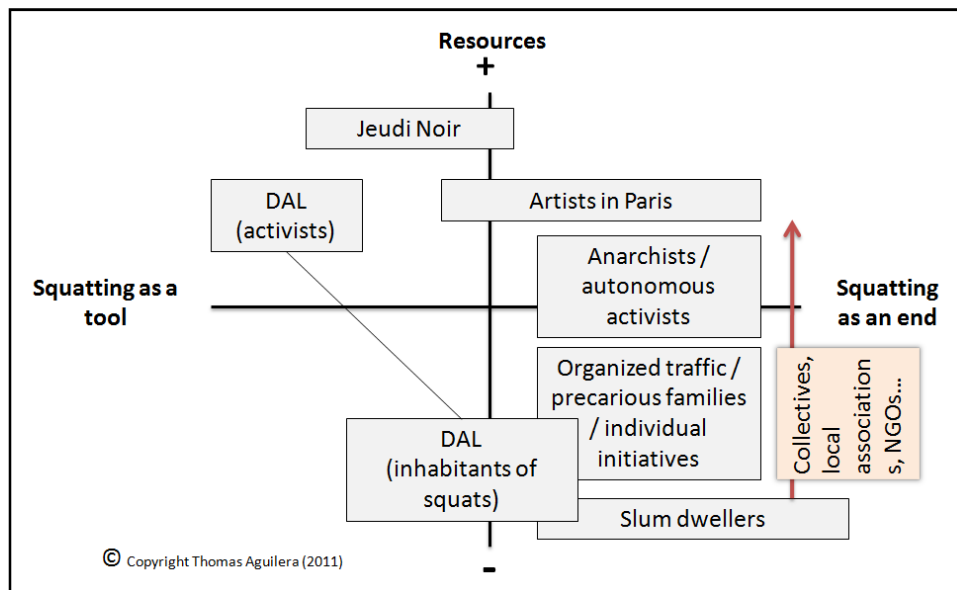 Resources
+
Jeudi Noir
DAL
(activists)
Artists in Paris
Anarchists /
autonomous
activists
Squatting as a
tool
Squatting
as an end
Organized traffic /
precarious families
/ individual
initiatives
Collectives,
local
association
s, NGOs...
DAL
(inhabitants of
squats)
Slum dwellers
-
© Copyright Thomas Aguilera (2011)